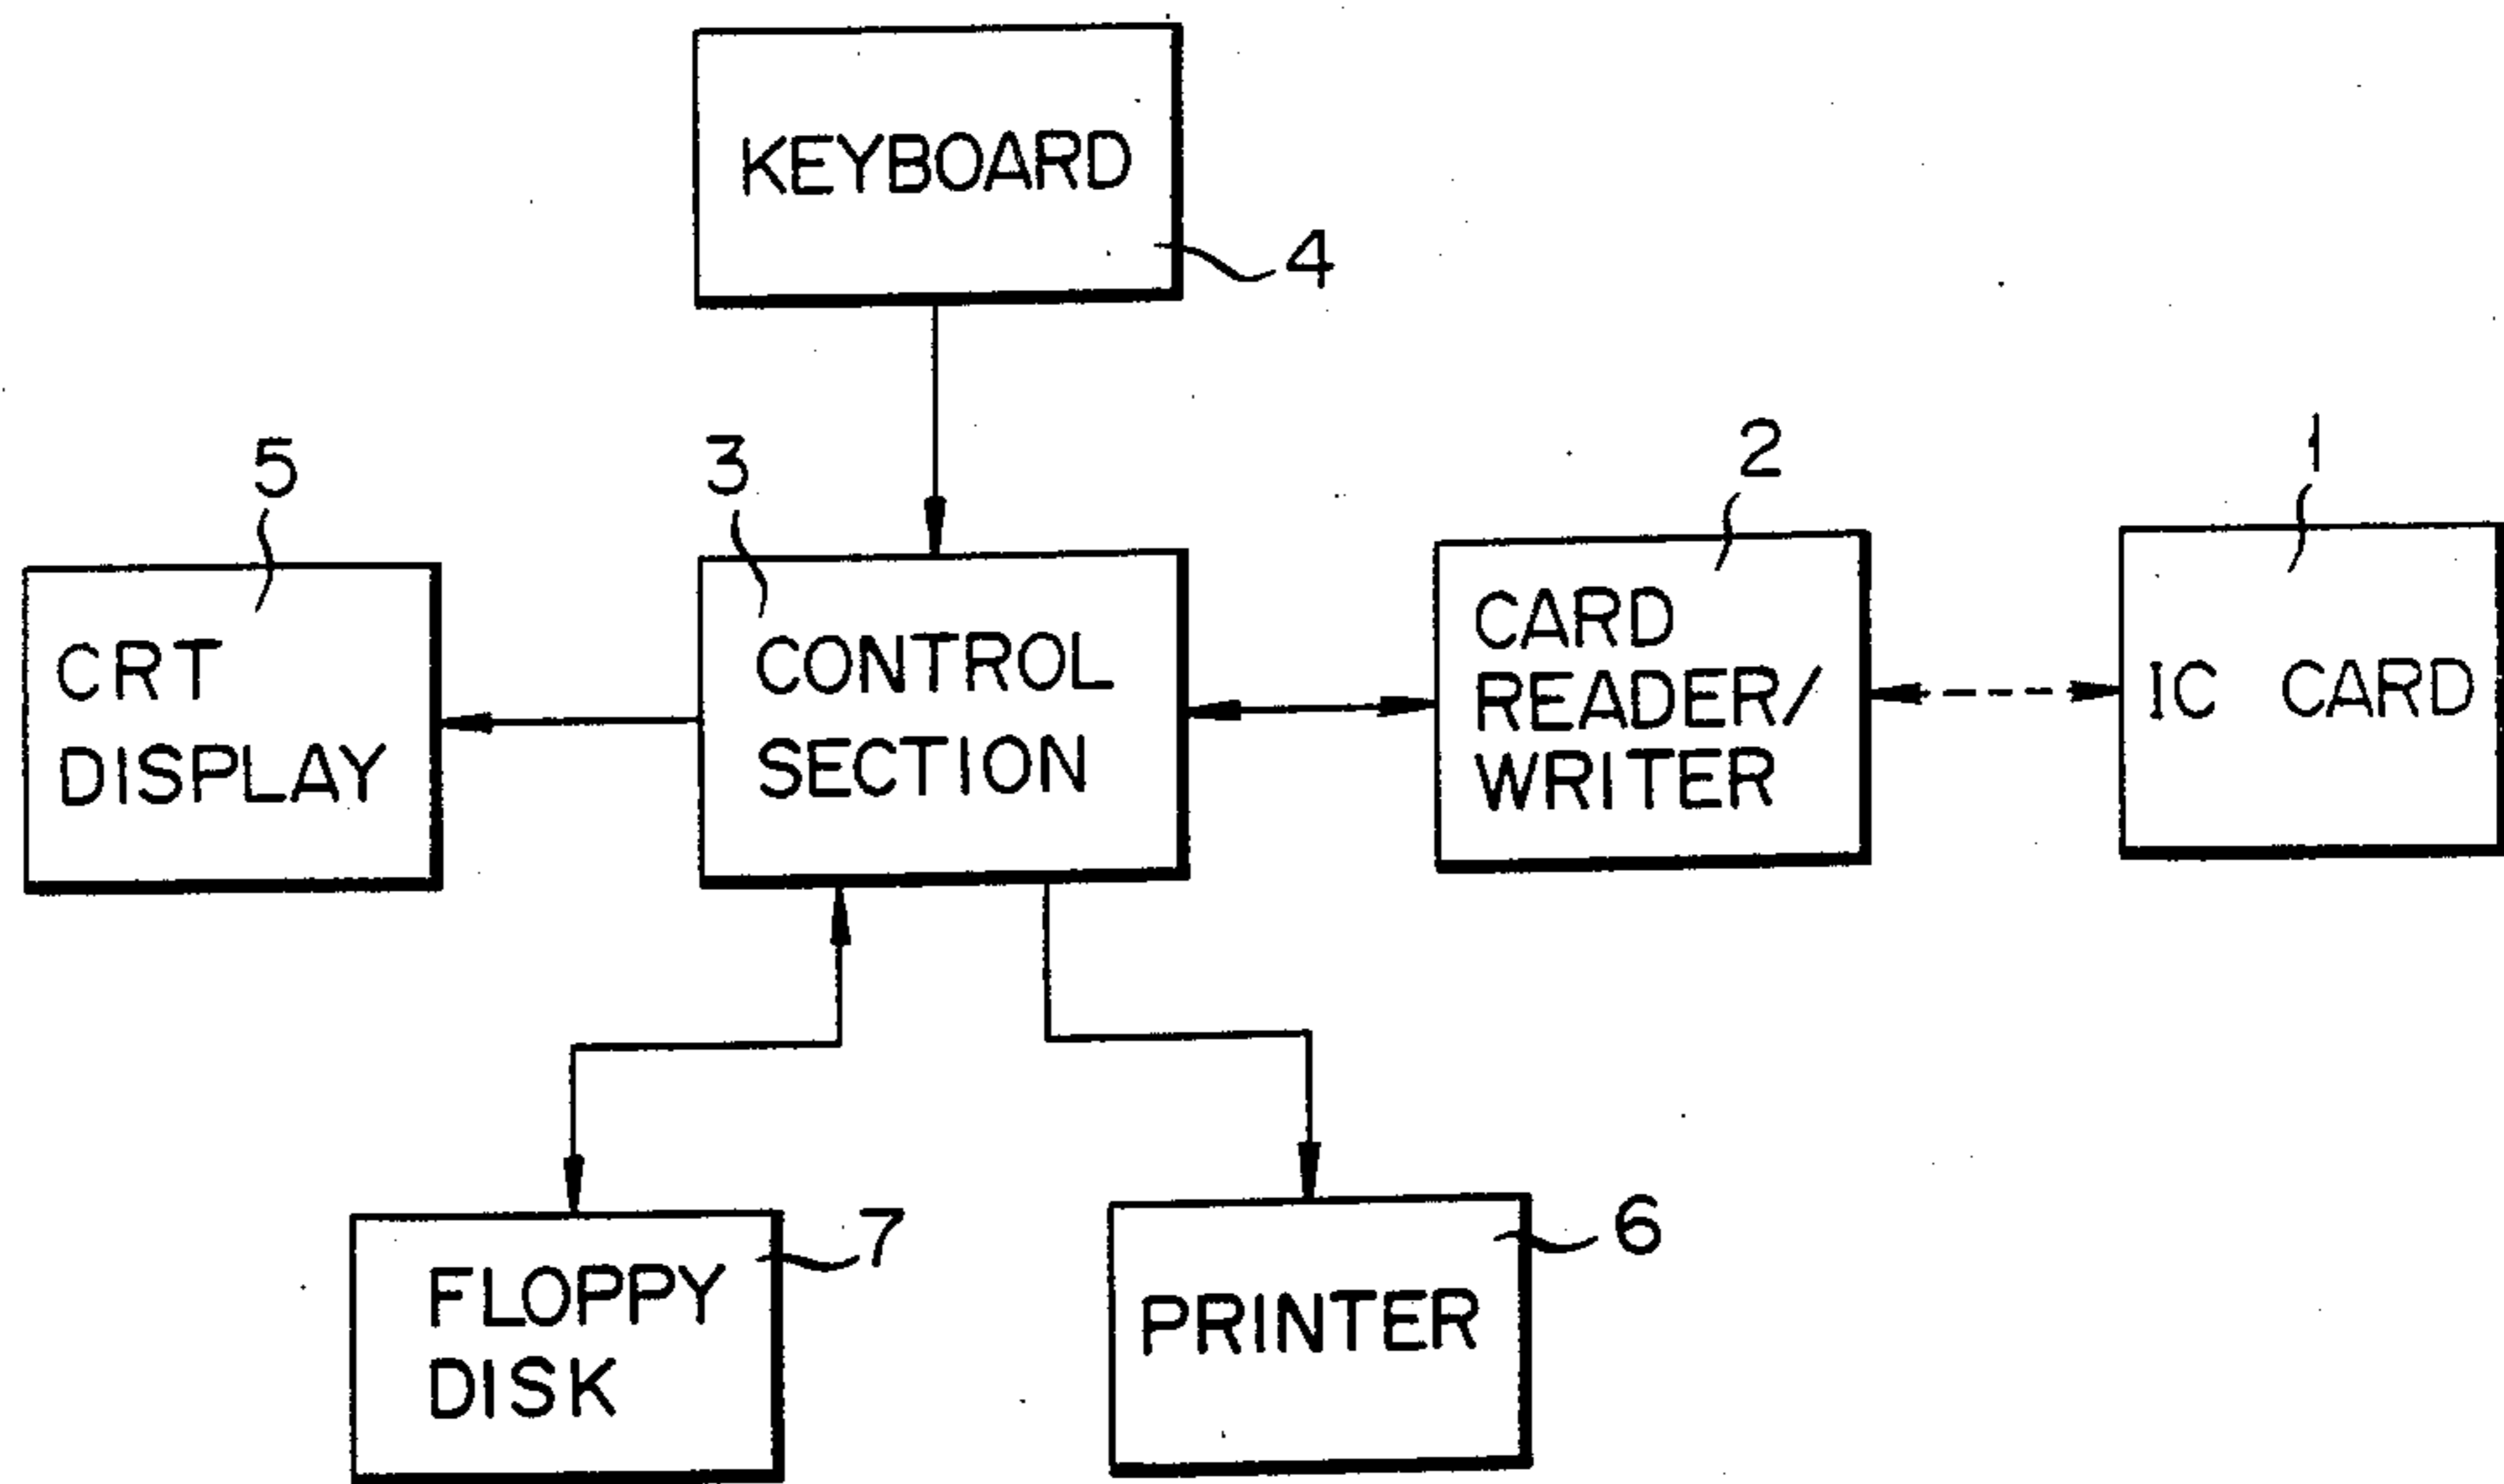 KEYBOARD
4
5
3
2
1
CRT
DISPLAY
CONTROL
SECTION
CARD
READER/
WRITER
IC CARD
7
6
FLOPPY
DISK
PRINTER